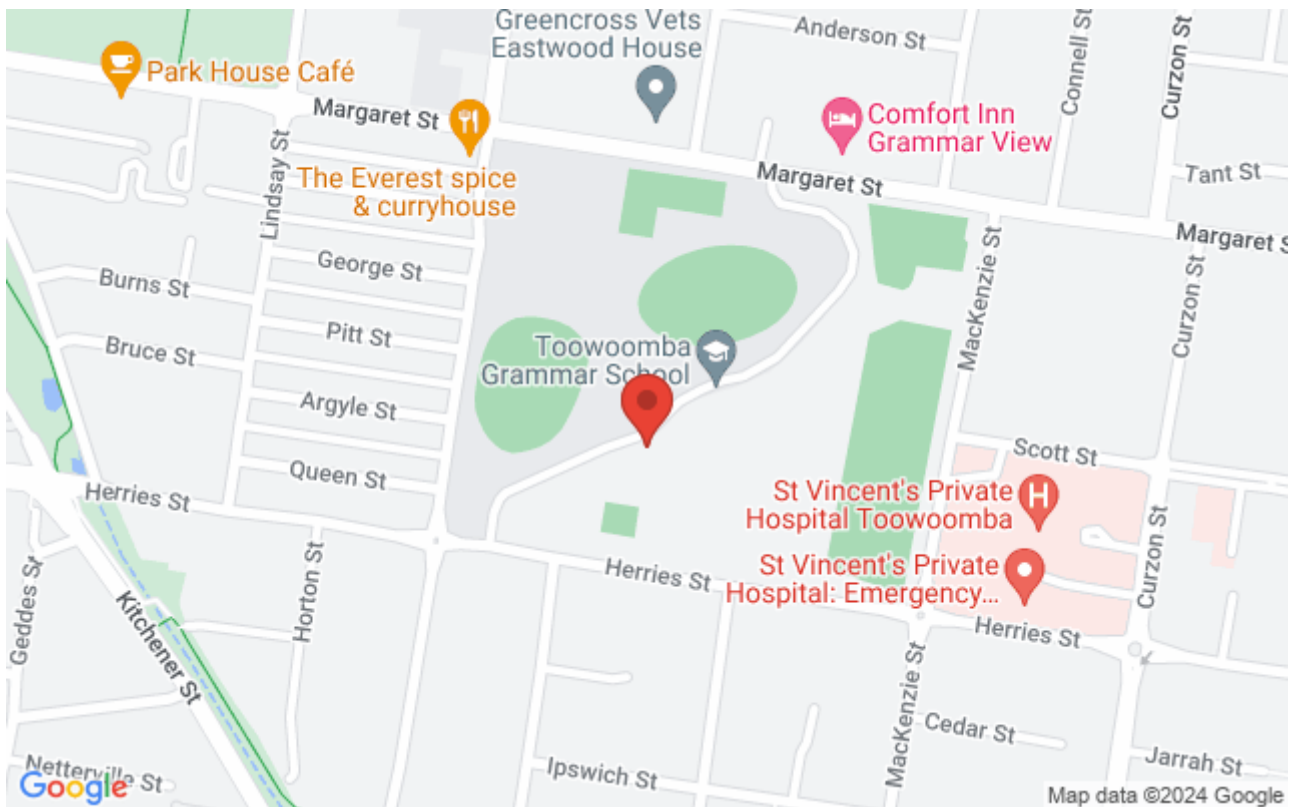 Greencross Vets
Eastwood House
Anderson St
Connell St
Curzon St
Park House Café
Margaret St
Comfort Inn
Grammar View
Lindsay St
The Everest spice
& curryhouse
Margaret St
Tant St
Margaret S
George St
Burns St
MacKenzie St
Curzon St
Pitt St
Bruce St
Toowoomba
Grammar School
Argyle St
Scott St
Queen St
Herries St
St Vincent's Private
Hospital Toowoomba
H
Curzon St
Horton St
Herries St
St Vincent's Private
Hospital: Emergency...
Geddes St
Kitchener St
Herries St
MacKenzie St
Cedar St
Netterville St
Ipswich St
Jarrah St
Google
Map data ©2024 Google